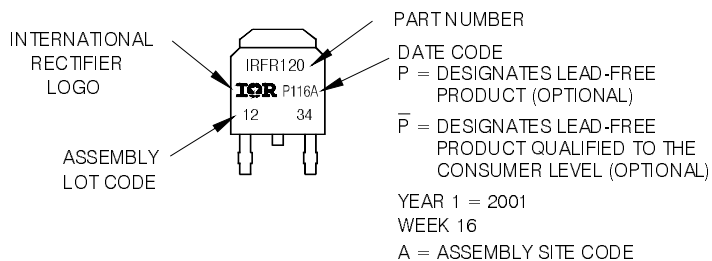 INTERNATIONAL
RECTIFIER
LOGO
ASSEMBLY
LOT CODE
IRFR120
IOR P116A
12 34
PART NUMBER
DATE CODE
P = DESIGNATES LEAD-FREE
PRODUCT (OPTIONAL)
P̅ = DESIGNATES LEAD-FREE
PRODUCT QUALIFIED TO THE
CONSUMER LEVEL (OPTIONAL)
YEAR 1 = 2001
WEEK 16
A = ASSEMBLY SITE CODE